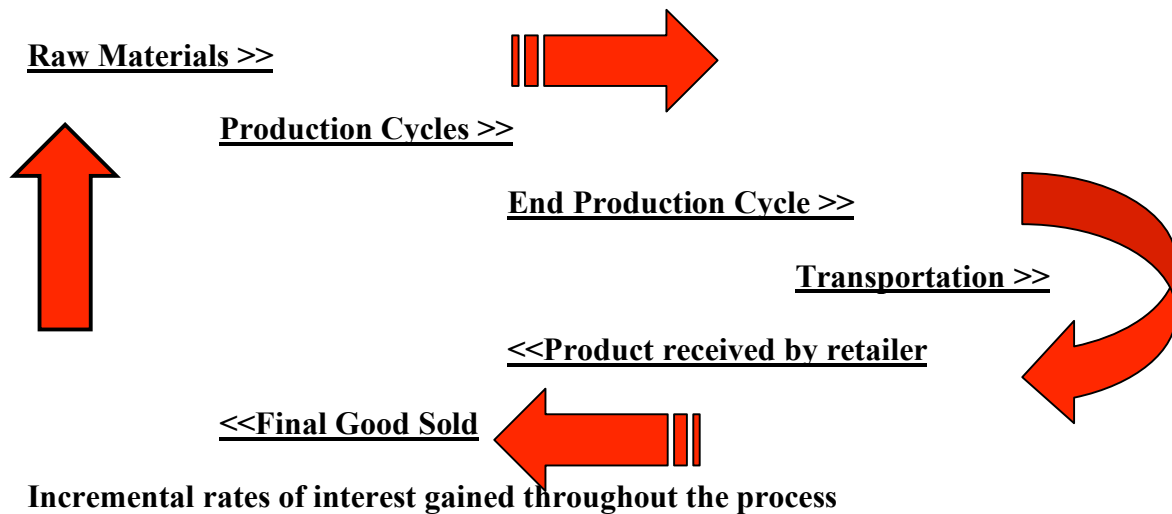 Raw Materials >>
Production Cycles >>
End Production Cycle >>
Transportation >>
<<Product received by retailer
<<Final Good Sold
Incremental rates of interest gained throughout the process